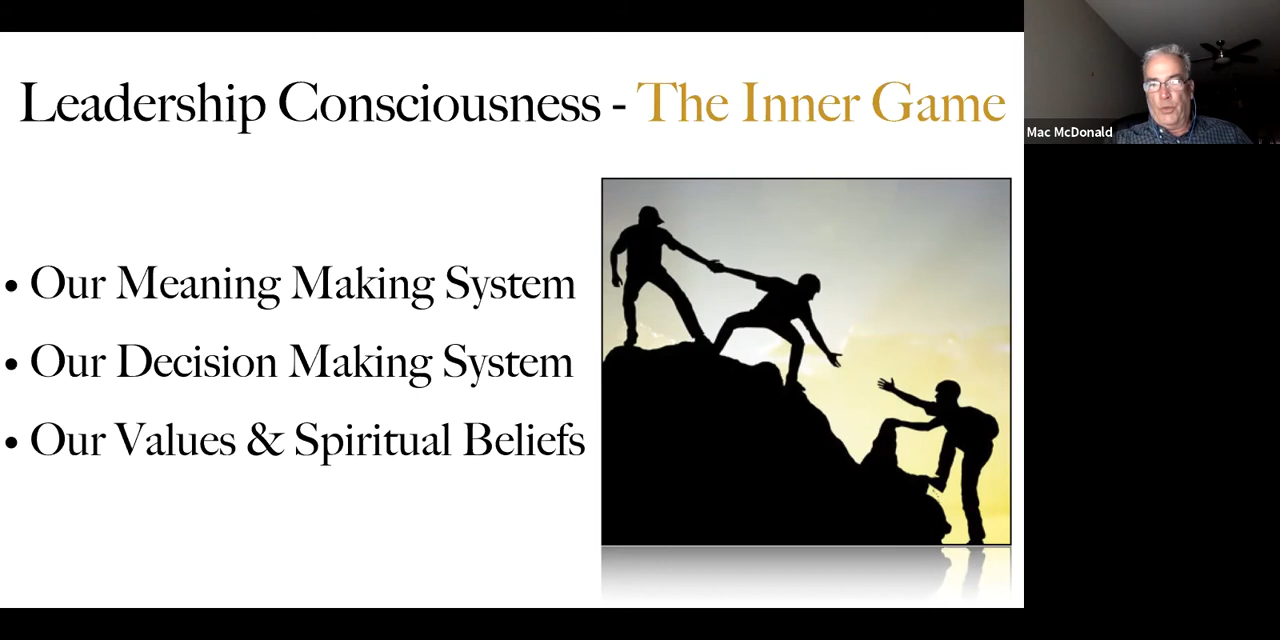 Leadership Consciousness - The Inner Game
• Our Meaning Making System
• Our Decision Making System
• Our Values & Spiritual Beliefs
Mac McDonald